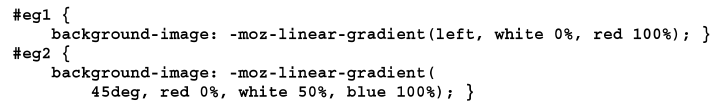 #eg1 {
    background-image: -moz-linear-gradient(left, white 0%, red 100%); }
#eg2 {
    background-image: -moz-linear-gradient(
        45deg, red 0%, white 50%, blue 100%); }